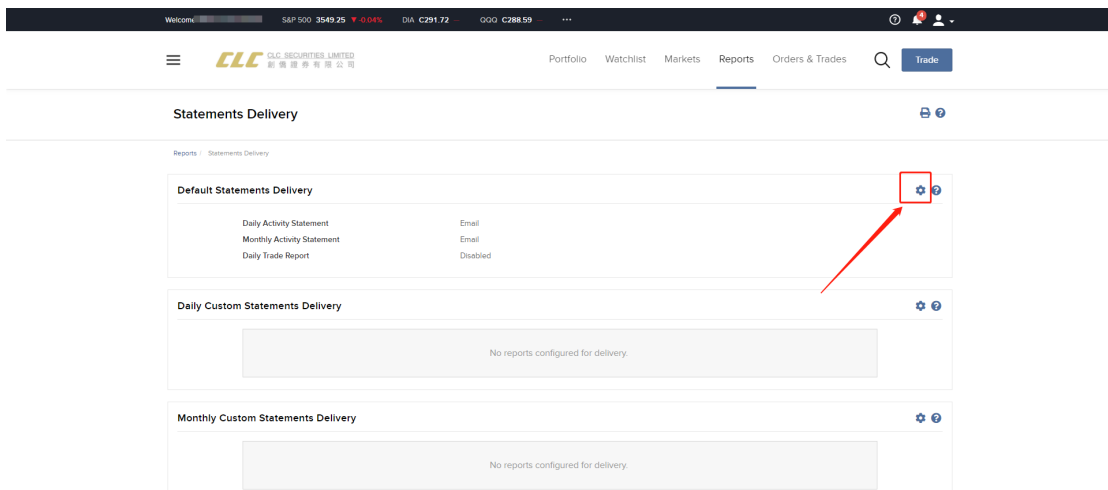 Welcome S&P 500 3549.25 ▼-0.04% DIA C291.72 — QQQ C288.59 — ••• 4
CLC CLC SECURITIES LIMITED
創僑證券有限公司
Portfolio Watchlist Markets Reports Orders & Trades Trade
Statements Delivery
Reports / Statements Delivery
Default Statements Delivery
Daily Activity Statement Email
Monthly Activity Statement Email
Daily Trade Report Disabled
Daily Custom Statements Delivery
No reports configured for delivery.
Monthly Custom Statements Delivery
No reports configured for delivery.